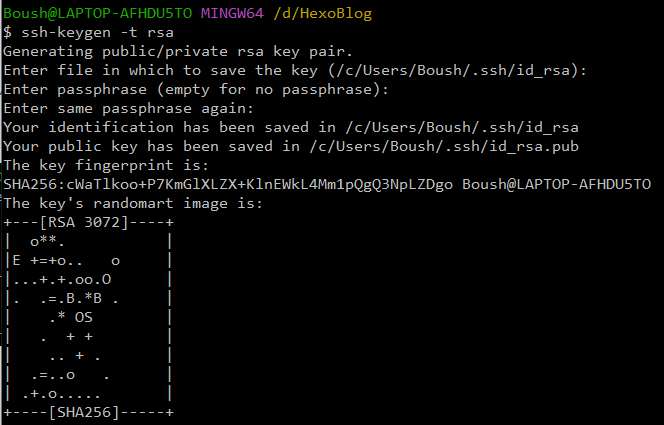 Boush@LAPTOP-AFHDU5TO MINGW64 /d/HexoBlog
$ ssh-keygen -t rsa
Generating public/private rsa key pair.
Enter file in which to save the key (/c/Users/Boush/.ssh/id_rsa):
Enter passphrase (empty for no passphrase):
Enter same passphrase again:
Your identification has been saved in /c/Users/Boush/.ssh/id_rsa
Your public key has been saved in /c/Users/Boush/.ssh/id_rsa.pub
The key fingerprint is:
SHA256:cWaTlkoo+P7KmGlXLZX+KlnEWkL4Mm1pQgQ3NpLZDgo Boush@LAPTOP-AFHDU5TO
The key's randomart image is:
+---[RSA 3072]----+
|  o**.           |
|E +=+o..   o     |
|...+.+.oo.O      |
|.  .=.B.*B .     |
|     .* OS       |
|    .  + +       |
|     .. + .      |
|  .=..o   .      |
| .+.o.....       |
+----[SHA256]-----+